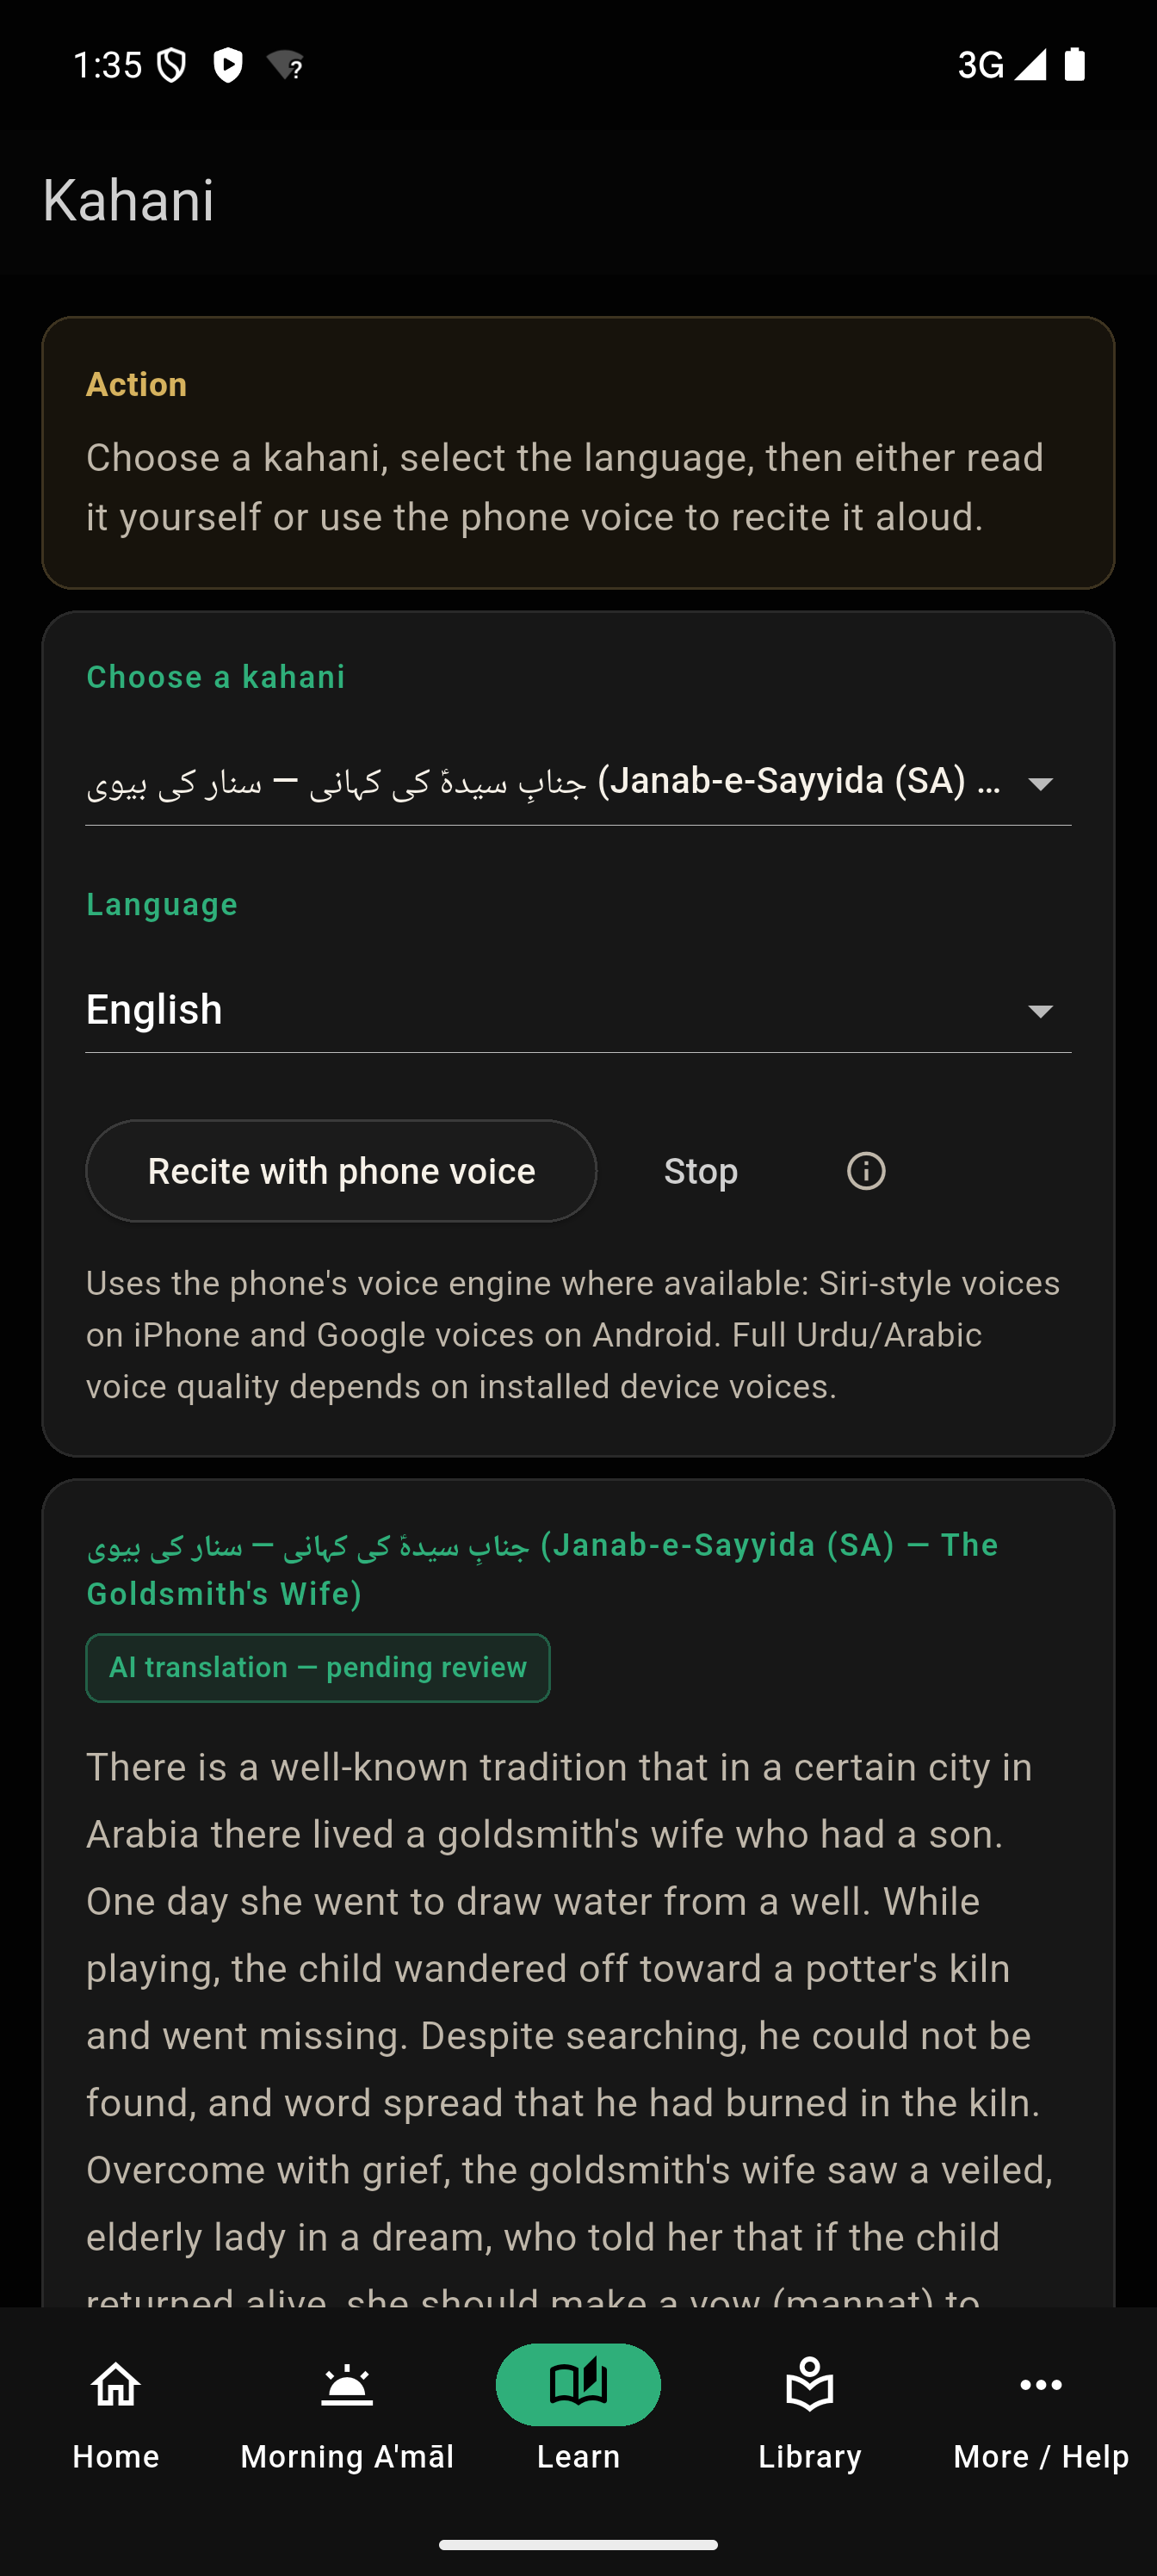 1:35
3G
Kahani
Action
Choose a kahani, select the language, then either read
it yourself or use the phone voice to recite it aloud.
Choose a kahani
جنابِ سیدہؑ کی کہانی — سنار کی بیوی (Janab-e-Sayyida (SA) ...
Language
English
Recite with phone voice
Stop
Uses the phone's voice engine where available: Siri-style voices
on iPhone and Google voices on Android. Full Urdu/Arabic
voice quality depends on installed device voices.
جنابِ سیدہؑ کی کہانی — سنار کی بیوی (Janab-e-Sayyida (SA) — The
Goldsmith's Wife)
AI translation — pending review
There is a well-known tradition that in a certain city in
Arabia there lived a goldsmith's wife who had a son.
One day she went to draw water from a well. While
playing, the child wandered off toward a potter's kiln
and went missing. Despite searching, he could not be
found, and word spread that he had burned in the kiln.
Overcome with grief, the goldsmith's wife saw a veiled,
elderly lady in a dream, who told her that if the child
returned alive, she should make a vow (mannat) to
Home
Morning A'māl
Learn
Library
More / Help